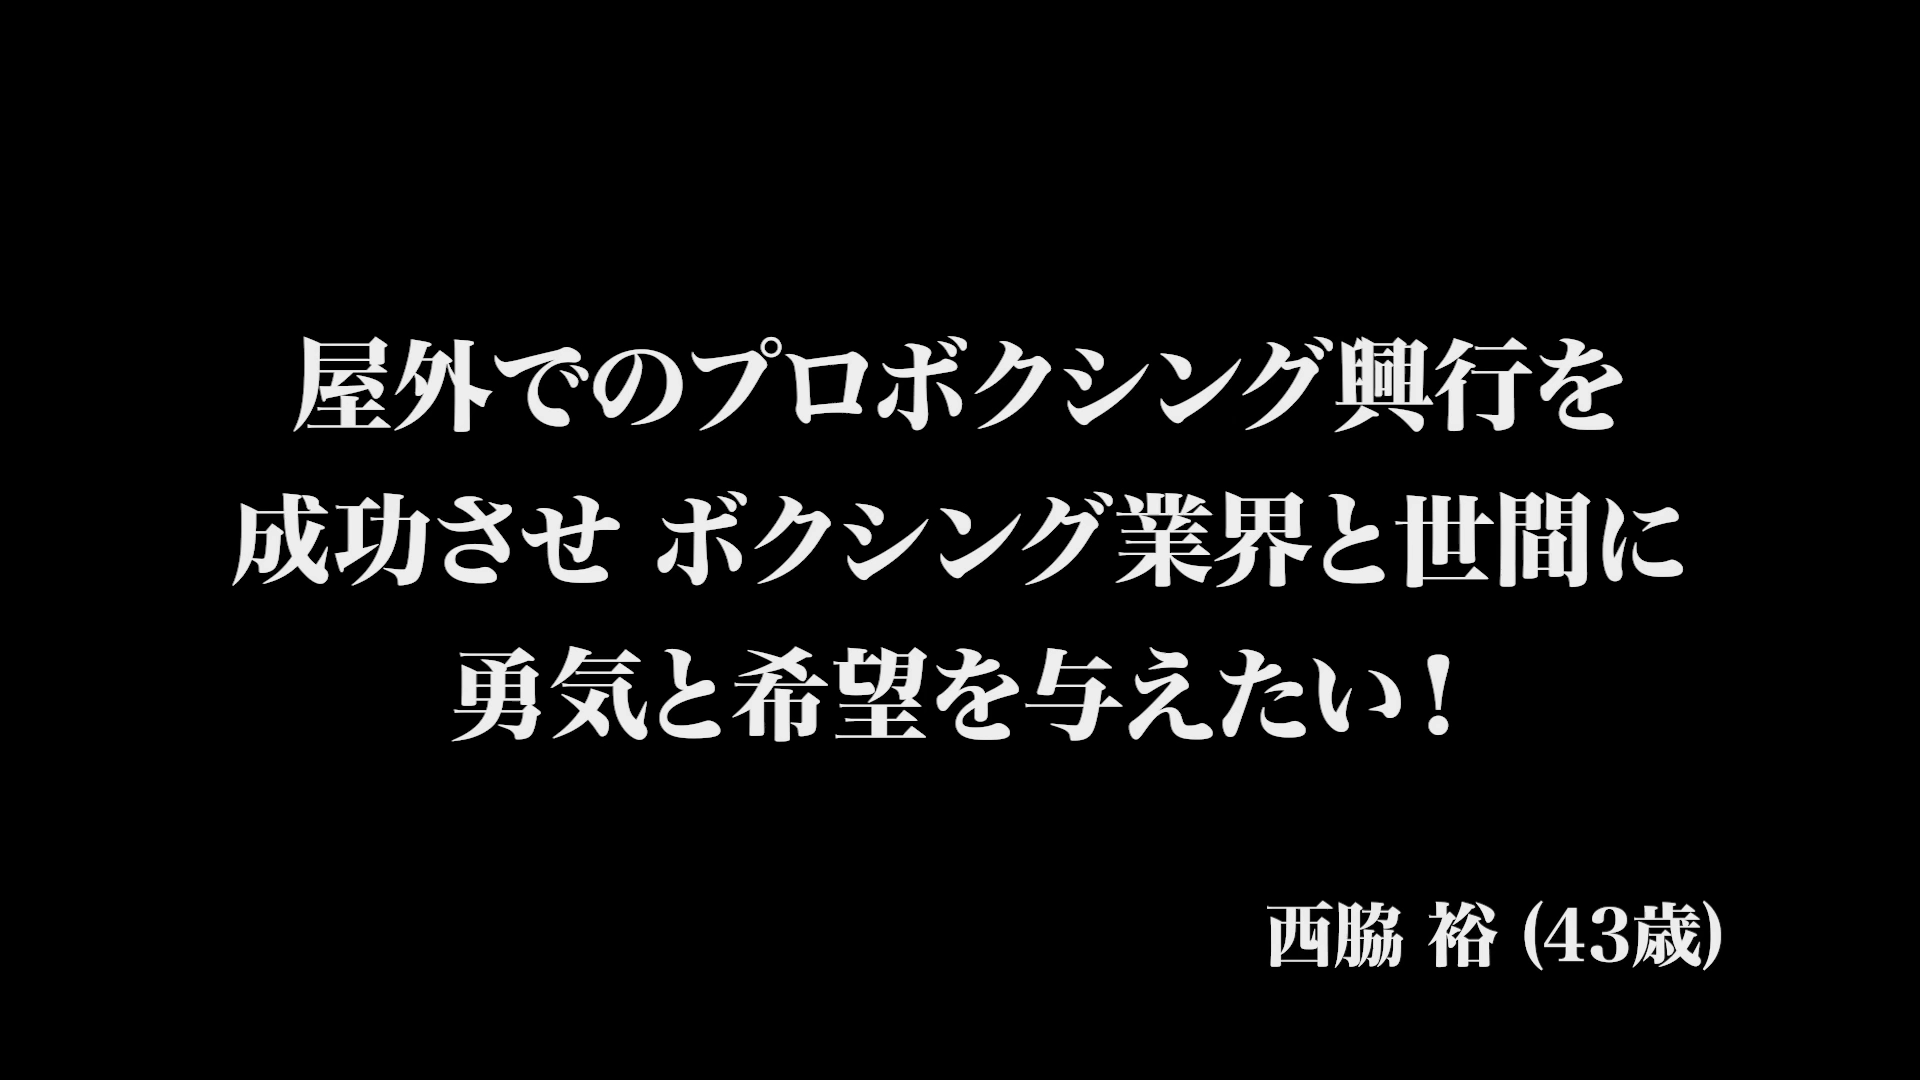 屋外でのプロボクシング興行を
成功させ ボクシング業界と世間に
勇気と希望を与えたい！
西脇 裕 (43歳)